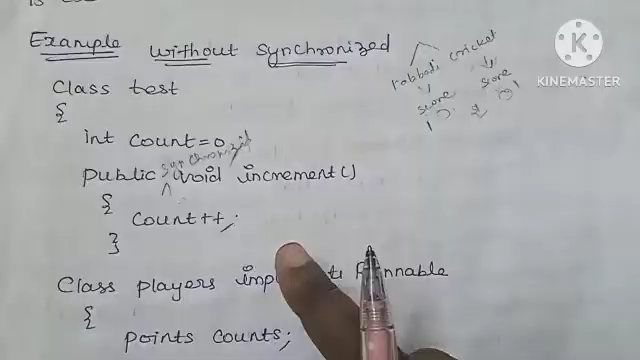 Example without synchronized
Class test
{
int count=0
synchronized
public void increment()
{
count++;
}
Class players Runnable
{
points counts;
kabbadi cricket
score score
KINEMASTER